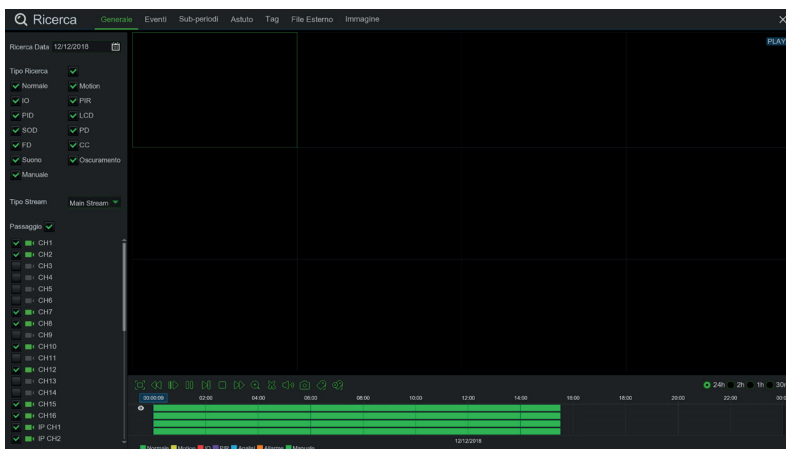 Ricerca Generale Eventi Sub-periodi Astuto Tag File Esterno Immagine
Ricerca Data 12/12/2018
PLAY
Tipo Ricerca
Normale Motion
IO PIR
PID LCD
SOD PD
FD CC
Suono Oscuramento
Manuale
Tipo Stream Main Stream
Passaggio
CH1
CH2
CH3
CH4
CH5
CH6
CH7
CH8
CH9
CH10
CH11
CH12
CH13
CH14
CH15
CH16
IP CH1
IP CH2
24h 2h 1h 30m
00:00:09 02:00 04:00 06:00 08:00 10:00 12:00 14:00 16:00 18:00 20:00 22:00 00:0
12/12/2018
Normale Motion IO PIR Analisi Allarme Manuale